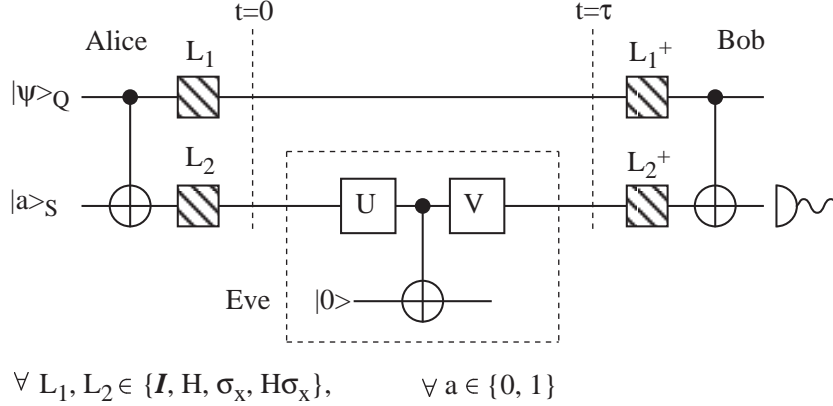 t=0 t=τ
Alice L₁ L₁⁺ Bob
|ψ>Q
L₂ L₂⁺
|a>S U V
Eve |0>
∀ L₁, L₂ ∈ {I, H, σₓ, Hσₓ}, ∀ a ∈ {0, 1}